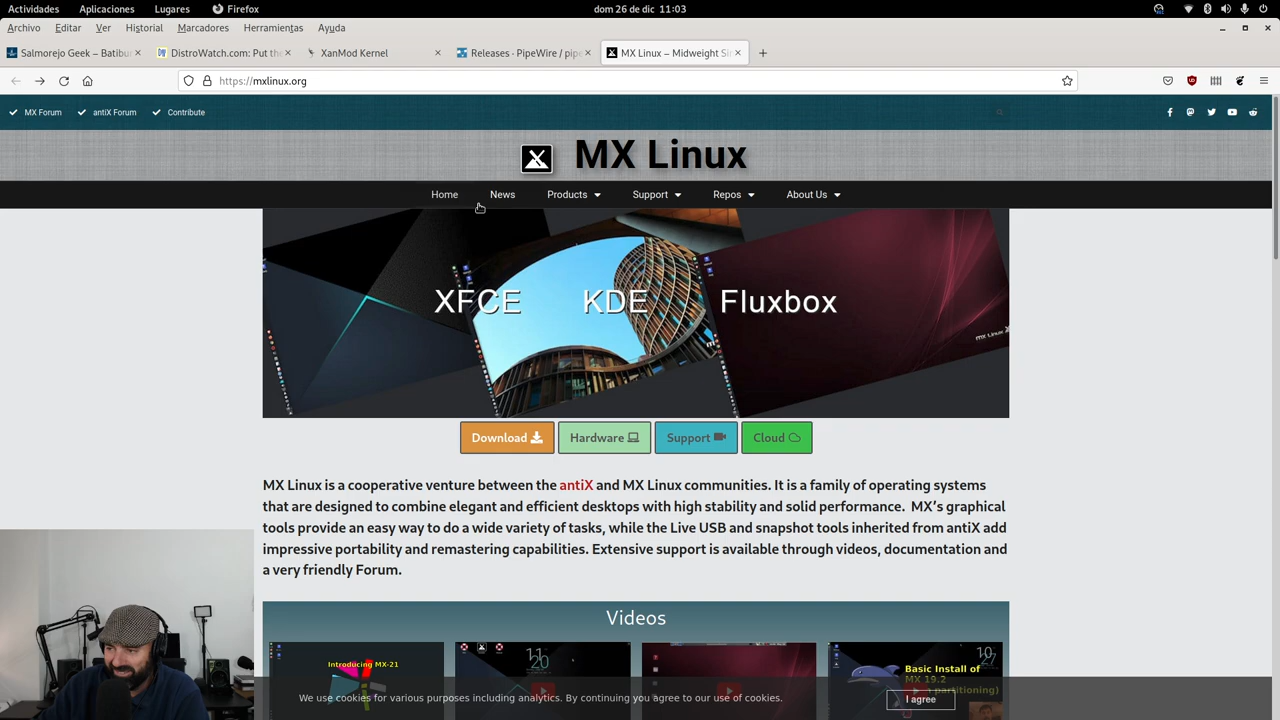 Actividades Aplicaciones Lugares Firefox dom 26 de dic 11:03
Archivo Editar Ver Historial Marcadores Herramientas Ayuda
Salmorejo Geek – Batibu DistroWatch.com: Put the XanMod Kernel Releases · PipeWire / pipe MX Linux – Midweight Si
https://mxlinux.org
MX Forum antiX Forum Contribute
MX Linux
Home News Products Support Repos About Us
XFCE KDE Fluxbox
Download Hardware Support Cloud
MX Linux is a cooperative venture between the antiX and MX Linux communities. It is a family of operating systems
that are designed to combine elegant and efficient desktops with high stability and solid performance. MX's graphical
tools provide an easy way to do a wide variety of tasks, while the Live USB and snapshot tools inherited from antiX add
impressive portability and remastering capabilities. Extensive support is available through videos, documentation and
a very friendly Forum.
Videos
Introducing MX-21
11
20
10
Basic Install of
MX 19.2
partitioning)
We use cookies for various purposes including analytics. By continuing you agree to our use of cookies. I agree